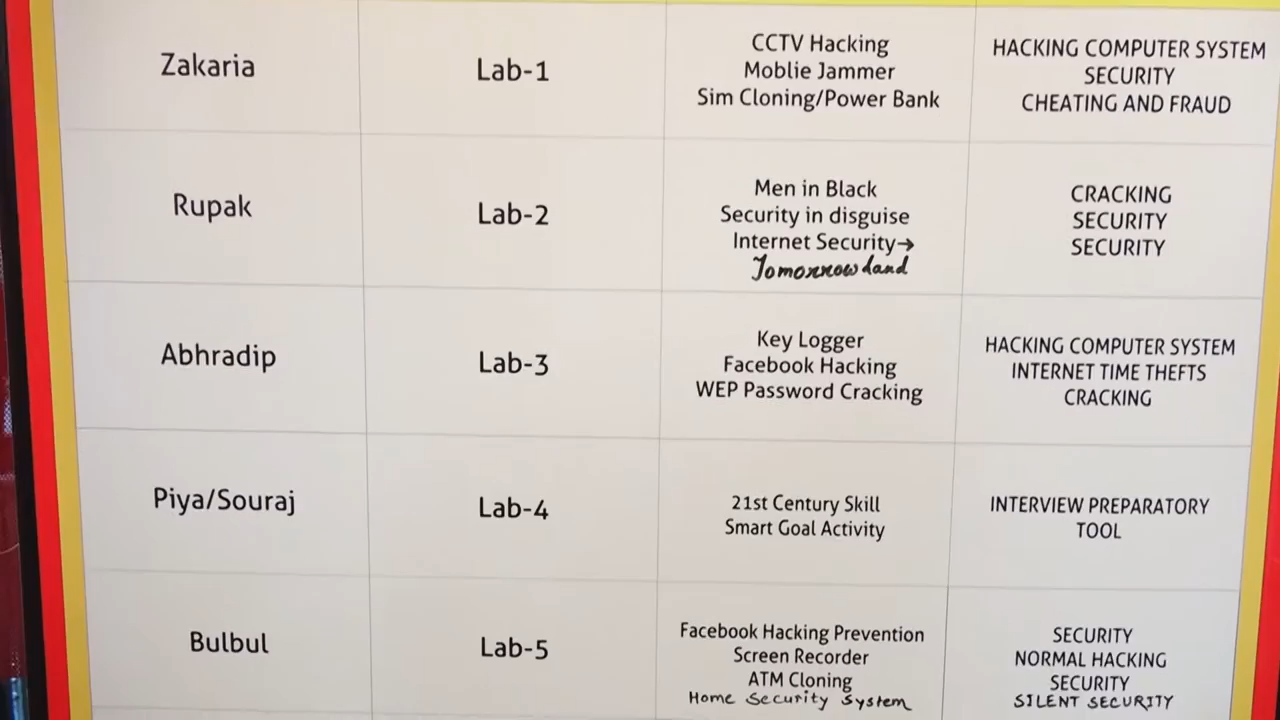 Zakaria
Lab-1
CCTV Hacking
Moblie Jammer
Sim Cloning/Power Bank
HACKING COMPUTER SYSTEM
SECURITY
CHEATING AND FRAUD
Rupak
Lab-2
Men in Black
Security in disguise
Internet Security→
Tomorrowland
CRACKING
SECURITY
SECURITY
Abhradip
Lab-3
Key Logger
Facebook Hacking
WEP Password Cracking
HACKING COMPUTER SYSTEM
INTERNET TIME THEFTS
CRACKING
Piya/Souraj
Lab-4
21st Century Skill
Smart Goal Activity
INTERVIEW PREPARATORY
TOOL
Bulbul
Lab-5
Facebook Hacking Prevention
Screen Recorder
ATM Cloning
Home Security System
SECURITY
NORMAL HACKING
SECURITY
SILENT SECURITY